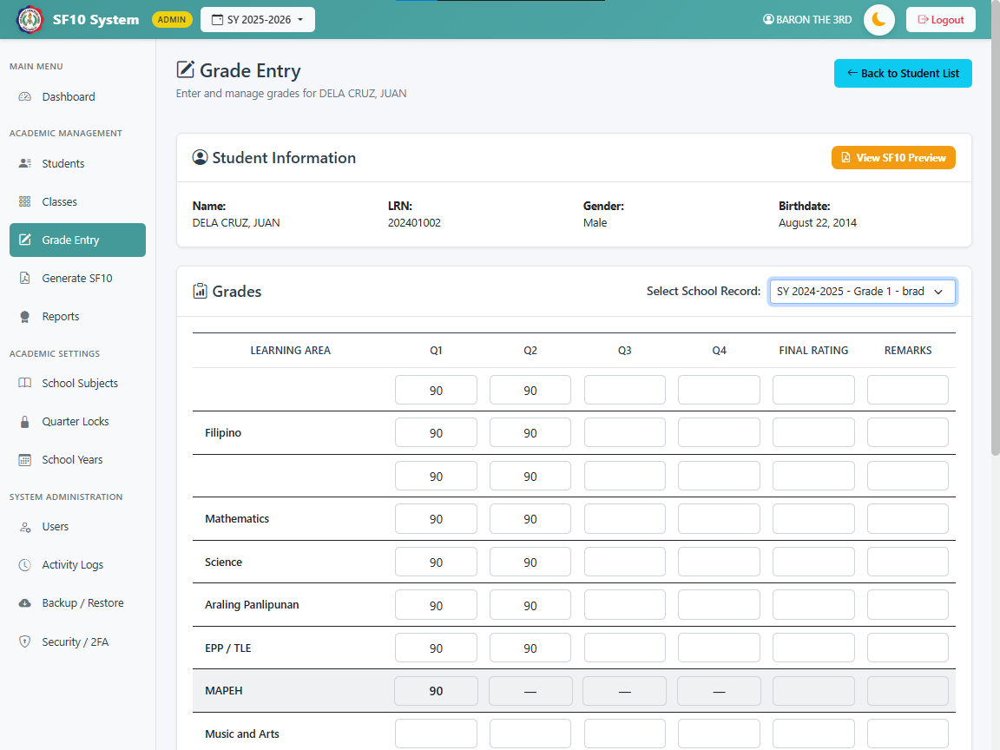 SF10 System ADMIN SY 2025-2026 BARON THE 3RD Logout
MAIN MENU
Dashboard
ACADEMIC MANAGEMENT
Students
Classes
Grade Entry
Generate SF10
Reports
ACADEMIC SETTINGS
School Subjects
Quarter Locks
School Years
SYSTEM ADMINISTRATION
Users
Activity Logs
Backup / Restore
Security / 2FA
Grade Entry
Enter and manage grades for DELA CRUZ, JUAN
Back to Student List
Student Information
View SF10 Preview
Name: LRN: Gender: Birthdate:
DELA CRUZ, JUAN 202401002 Male August 22, 2014
Grades
Select School Record: SY 2024-2025 - Grade 1 - brad
LEARNING AREA Q1 Q2 Q3 Q4 FINAL RATING REMARKS
90 90
Filipino 90 90
90 90
Mathematics 90 90
Science 90 90
Araling Panlipunan 90 90
EPP / TLE 90 90
MAPEH 90 — — —
Music and Arts